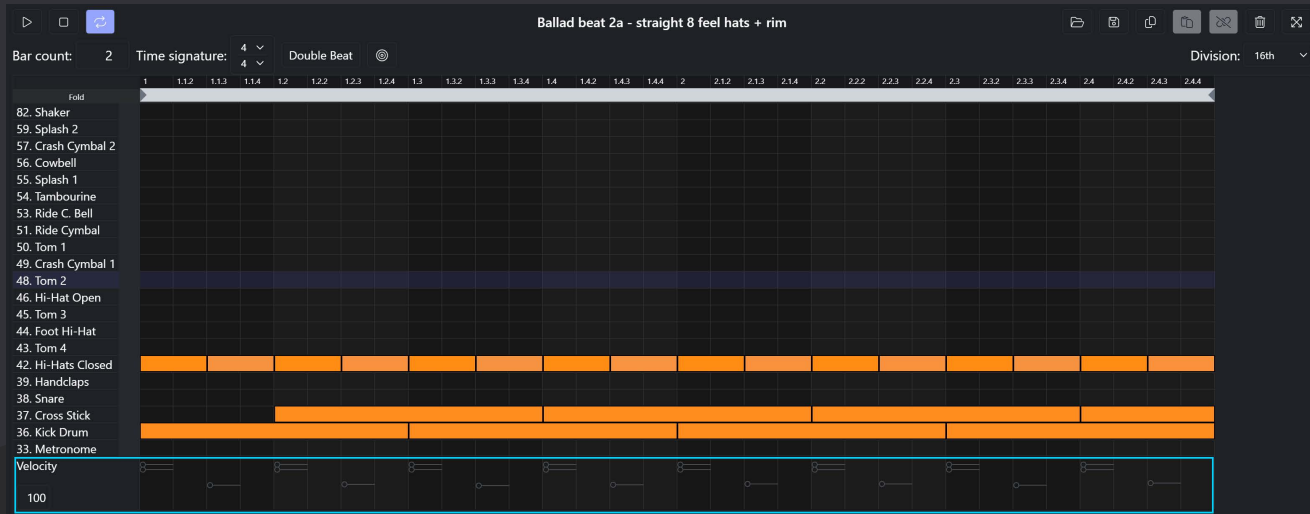 Ballad beat 2a - straight 8 feel hats + rim
Bar count: 2 Time signature: 4 4 Double Beat Division: 16th
1 1.1.2 1.1.3 1.1.4 1.2 1.2.2 1.2.3 1.2.4 1.3 1.3.2 1.3.3 1.3.4 1.4 1.4.2 1.4.3 1.4.4 2 2.1.2 2.1.3 2.1.4 2.2 2.2.2 2.2.3 2.2.4 2.3 2.3.2 2.3.3 2.3.4 2.4 2.4.2 2.4.3 2.4.4
Fold
82. Shaker
59. Splash 2
57. Crash Cymbal 2
56. Cowbell
55. Splash 1
54. Tambourine
53. Ride C. Bell
51. Ride Cymbal
50. Tom 1
49. Crash Cymbal 1
48. Tom 2
46. Hi-Hat Open
45. Tom 3
44. Foot Hi-Hat
43. Tom 4
42. Hi-Hats Closed
39. Handclaps
38. Snare
37. Cross Stick
36. Kick Drum
33. Metronome
Velocity
100